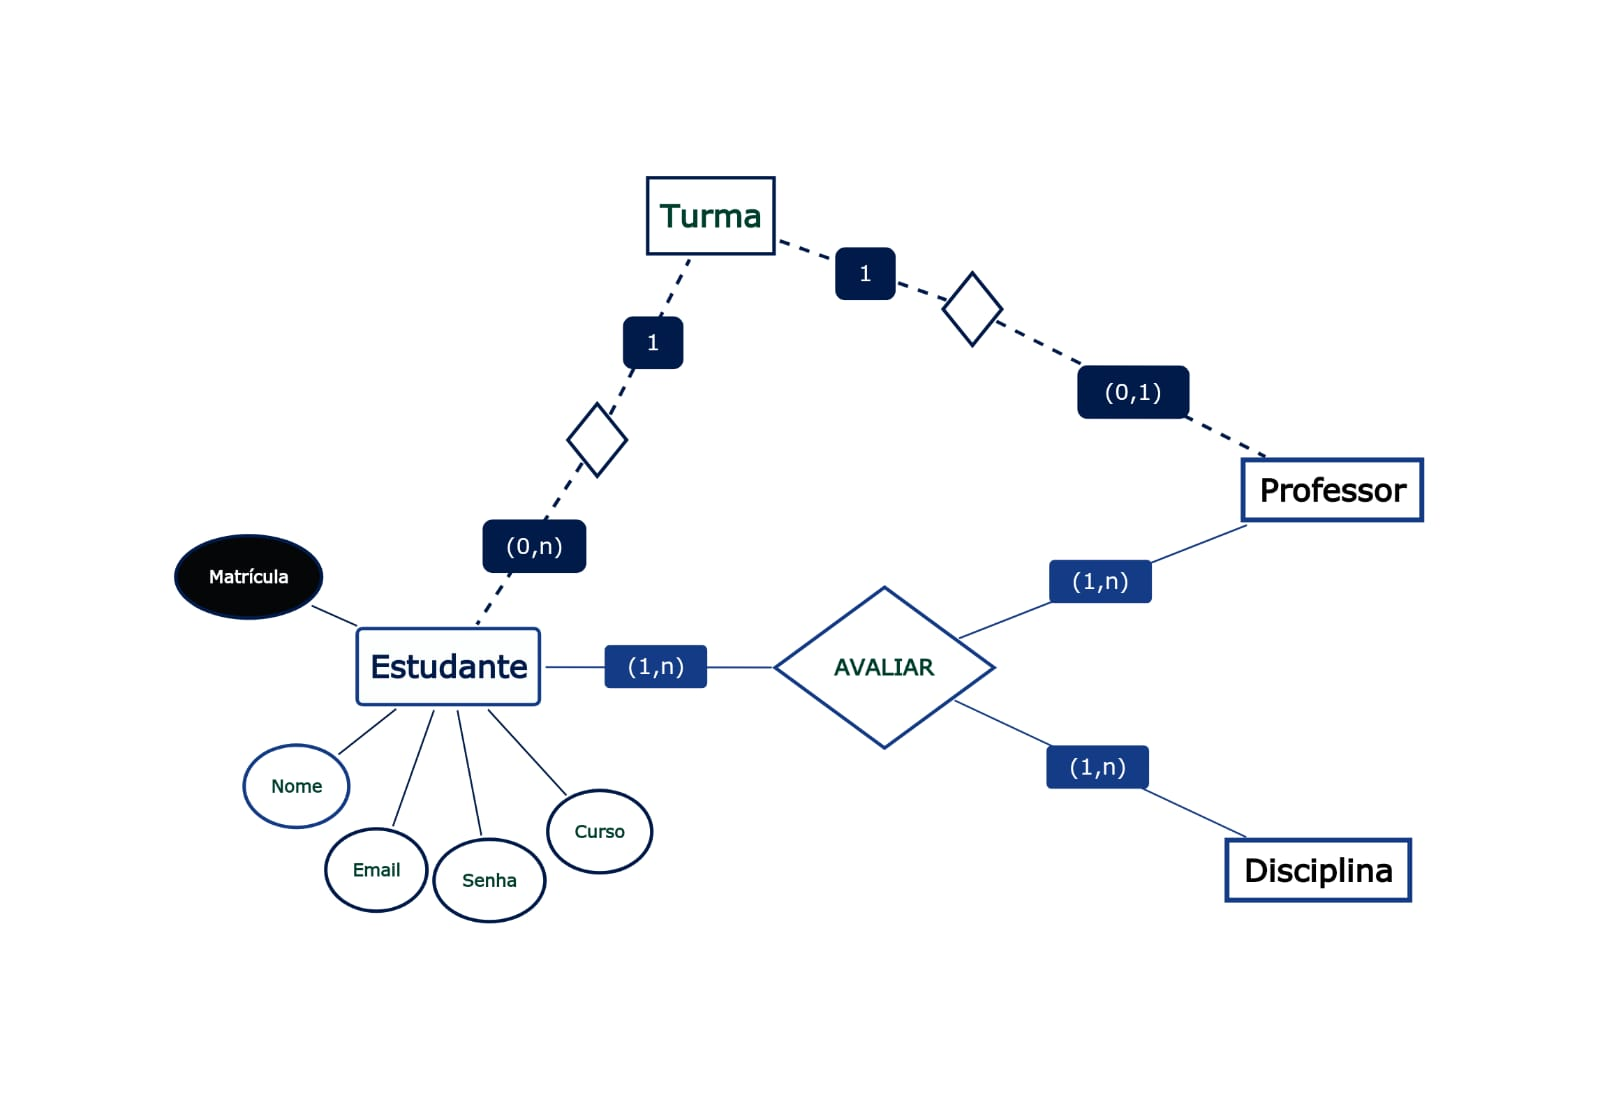 Turma
1
1
(0,1)
Professor
(0,n)
Matrícula
(1,n)
Estudante
(1,n)
AVALIAR
(1,n)
Nome
Curso
Email
Senha
Disciplina